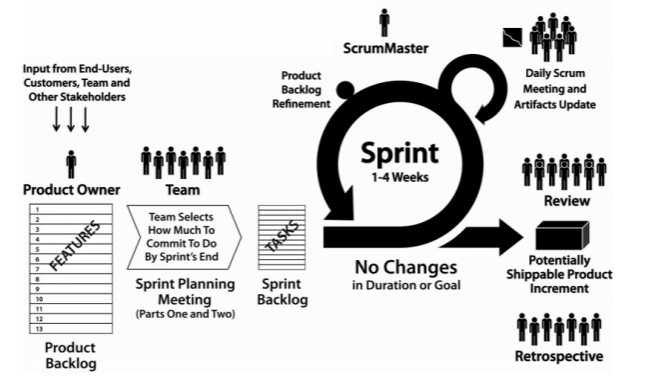 Input from End-Users,
Customers, Team and
Other Stakeholders
Product Owner
1
2
3
4
5
6
7
8
9
10
11
12
13
FEATURES
Product
Backlog
Team
Team Selects
How Much To
Commit To Do
By Sprint's End
Sprint Planning
Meeting
(Parts One and Two)
TASKS
Sprint
Backlog
ScrumMaster
Product
Backlog
Refinement
Sprint
1-4 Weeks
No Changes
in Duration or Goal
Daily Scrum
Meeting and
Artifacts Update
Review
Potentially
Shippable Product
Increment
Retrospective